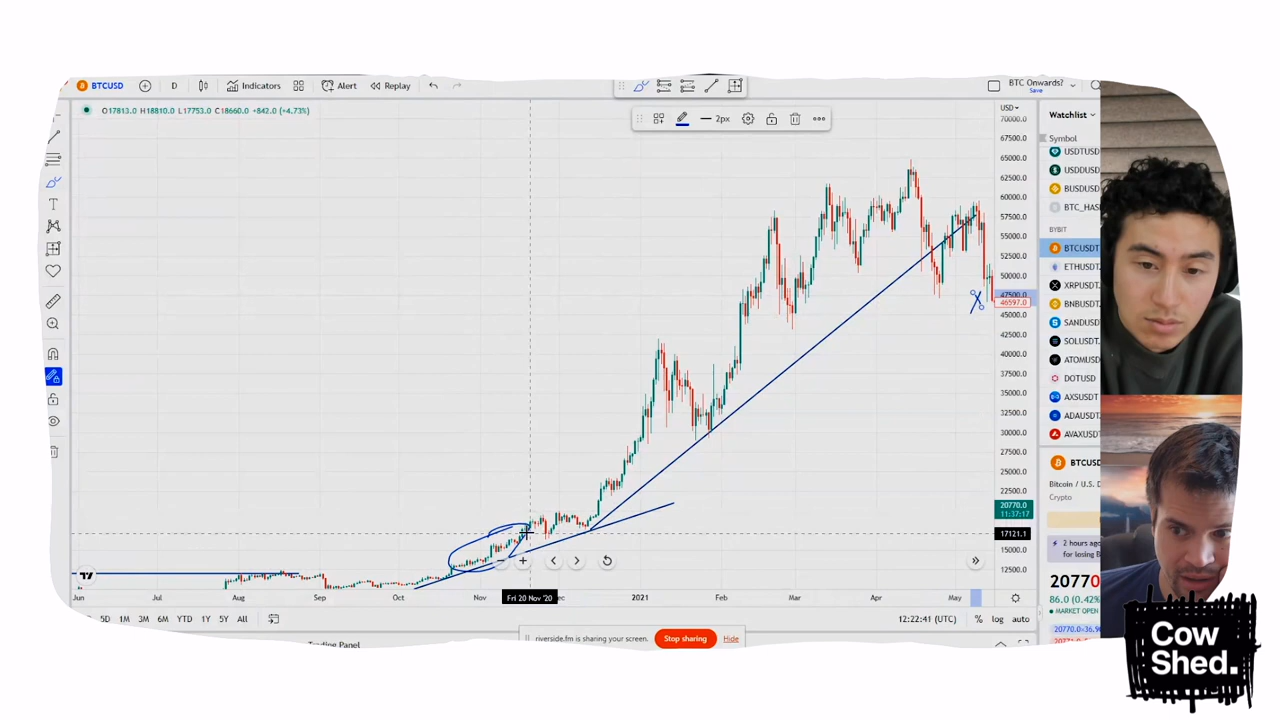 BTCUSD
D
Indicators
Alert
Replay
BTC Onwards?
Save
O17813.0 H18810.0 L17753.0 C18660.0 +842.0 (+4.73%)
2px
USD
70000.0
67500.0
65000.0
62500.0
60000.0
57500.0
55000.0
52500.0
50000.0
47500.0
46597.0
45000.0
42500.0
40000.0
37500.0
35000.0
32500.0
30000.0
27500.0
25000.0
22500.0
20770.0
11:37:17
17121.1
15000.0
12500.0
Watchlist
Symbol
USDTUSD
USDDUSD
BUSDUSD
BTC_HAS
BYBIT
BTCUSDT
ETHUSDT.
XRPUSDT.
BNBUSDT
SANDUSDT
SOLUSDT.
ATOMUSD
DOTUSD
AXSUSDT
ADAUSDT.
AVAXUSDT
BTCUSD
Bitcoin / U.S. D
Crypto
2 hours ago
for losing B
20770
86.0 (0.42%
MARKET OPEN
Jun
Jul
Aug
Sep
Oct
Nov
Fri 20 Nov '20
2021
Feb
Mar
Apr
May
5D 1M 3M 6M YTD 1Y 5Y All
12:22:41 (UTC)
% log auto
Trading Panel
riverside.fm is sharing your screen.
Stop sharing
Hide
Cow
Shed.